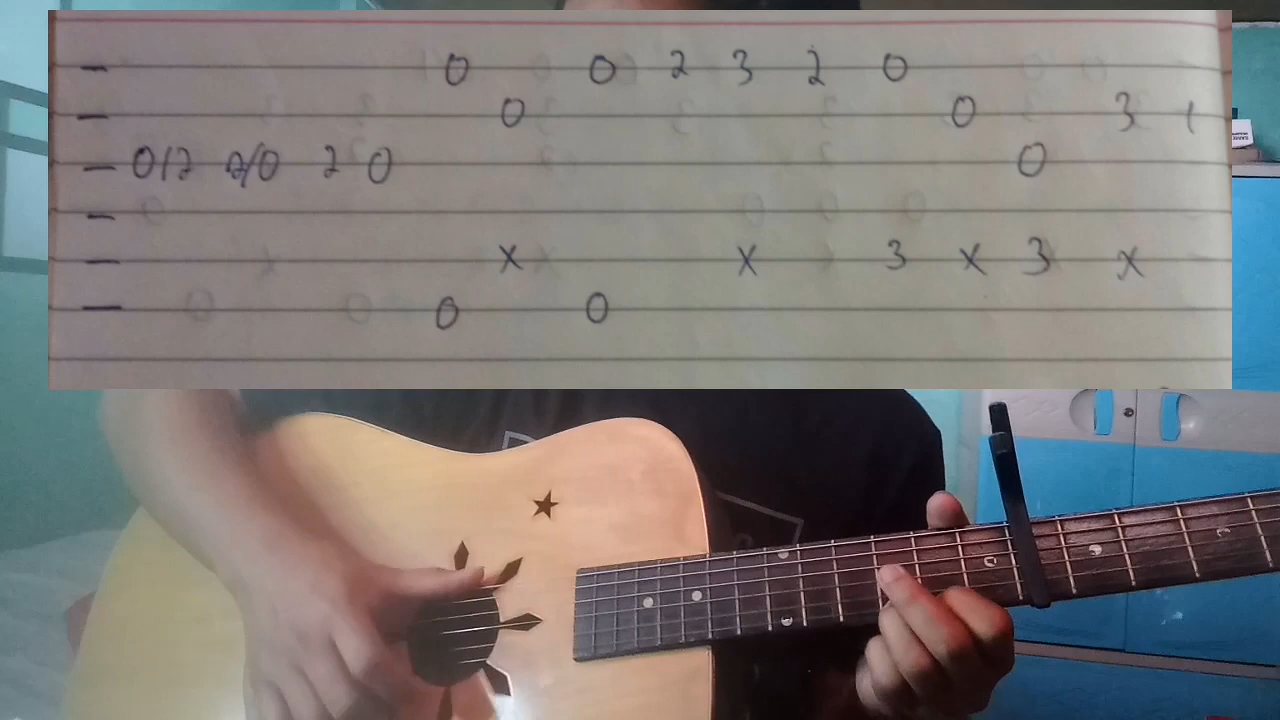 - 0 0 2 3 2 0
- 0 0 3 1
- 0/2 2/0 2 0 0
-
- x x 3 x 3 x
- 0 0